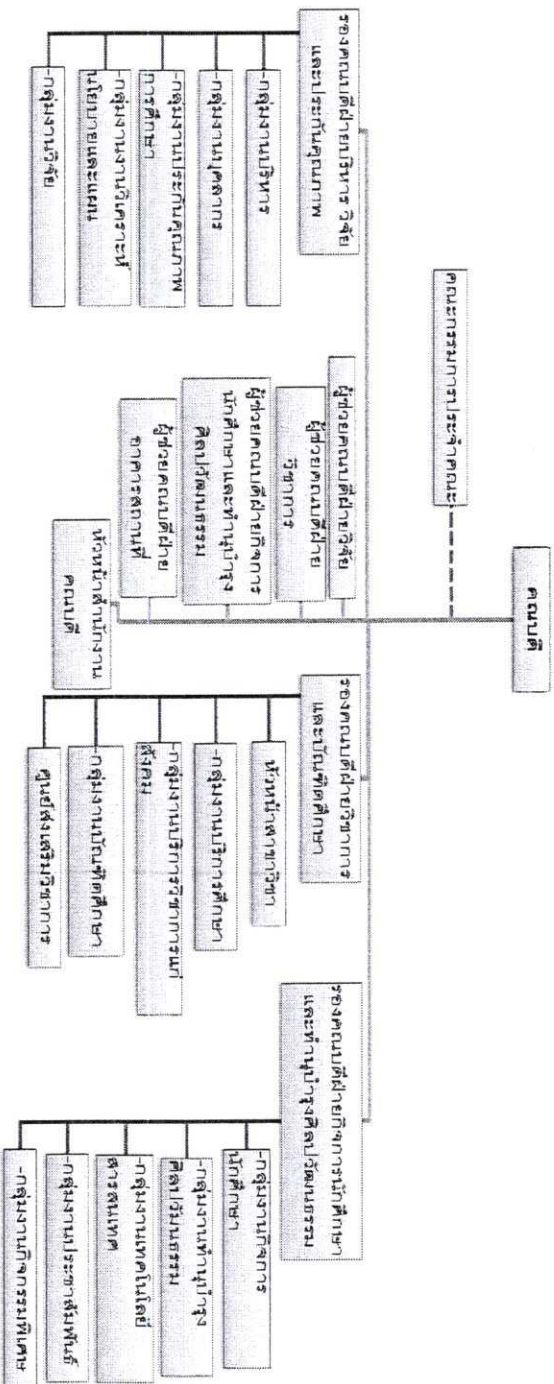 คณบดี
คณะกรรมการประจำคณะ
รองคณบดีฝ่ายบริหาร วิจัย
และประกันคุณภาพ
-กลุ่มงานบริหาร
-กลุ่มงานบุคลากร
-กลุ่มงานประกันคุณภาพ
การศึกษา
-กลุ่มงานงานวิเคราะห์
นโยบายและแผน
-กลุ่มงานวิจัย
ผู้ช่วยคณบดีฝ่ายวิจัย
ผู้ช่วยคณบดีฝ่าย
วิชาการ
ผู้ช่วยคณบดีฝ่ายกิจการ
นักศึกษาและทำนุบำรุง
ศิลปวัฒนธรรม
ผู้ช่วยคณบดีฝ่าย
อาคารสถานที่
หัวหน้าสำนักงาน
คณบดี
รองคณบดีฝ่ายวิชาการ
และบัณฑิตศึกษา
หัวหน้าสาขาวิชา
-กลุ่มงานบริการศึกษา
-กลุ่มงานบริการวิชาการแก่
สังคม
-กลุ่มงานบัณฑิตศึกษา
ศูนย์ส่งเสริมวิชาการ
รองคณบดีฝ่ายกิจการนักศึกษา
และทำนุบำรุงศิลปวัฒนธรรม
-กลุ่มงานกิจการ
นักศึกษา
-กลุ่มงานทำนุบำรุง
ศิลปวัมนธรรม
-กลุ่มงานเทคโนโลยี
สารสนเทศ
-กลุ่มงานประชาสัมพันธ์
-กลุ่มงานกิจกรรมพิเศษ